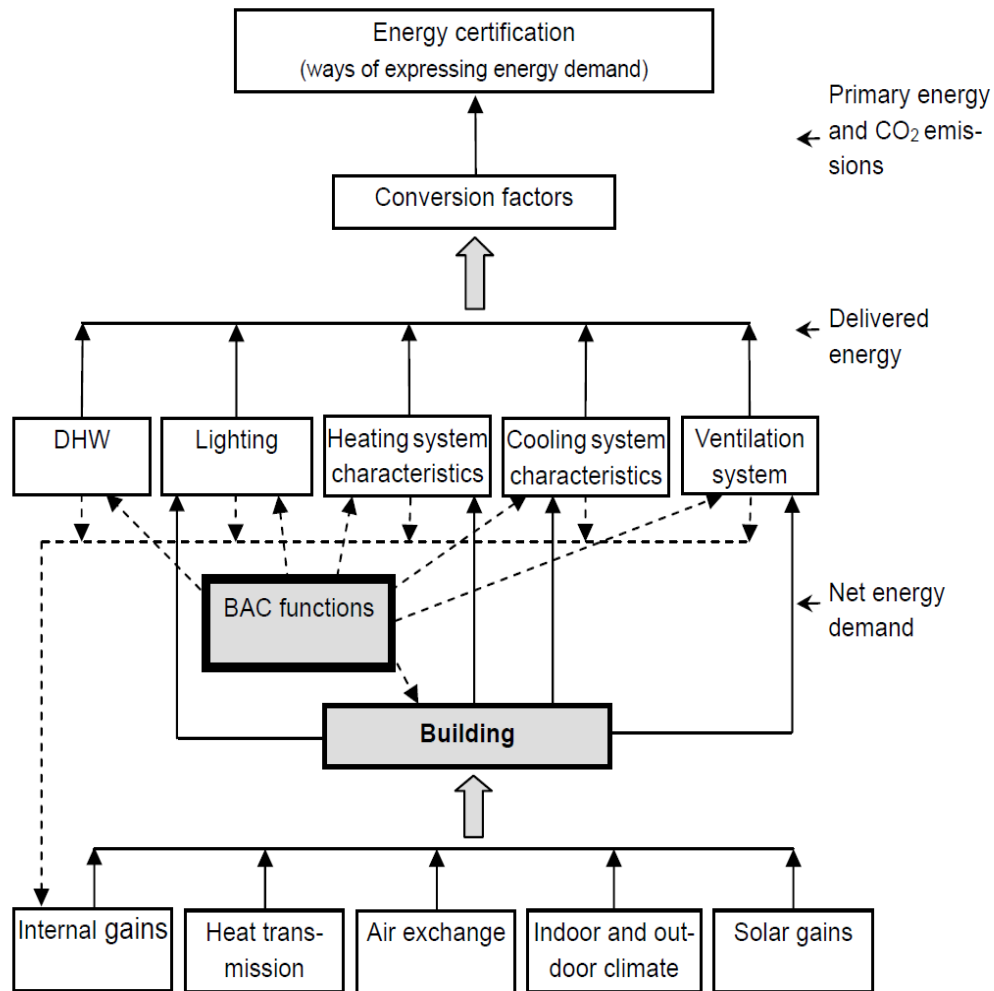 Energy certification
(ways of expressing energy demand)
Primary energy
and CO₂ emis-
sions
Conversion factors
Delivered
energy
DHW
Lighting
Heating system
characteristics
Cooling system
characteristics
Ventilation
system
BAC functions
Net energy
demand
Building
Internal gains
Heat trans-
mission
Air exchange
Indoor and out-
door climate
Solar gains